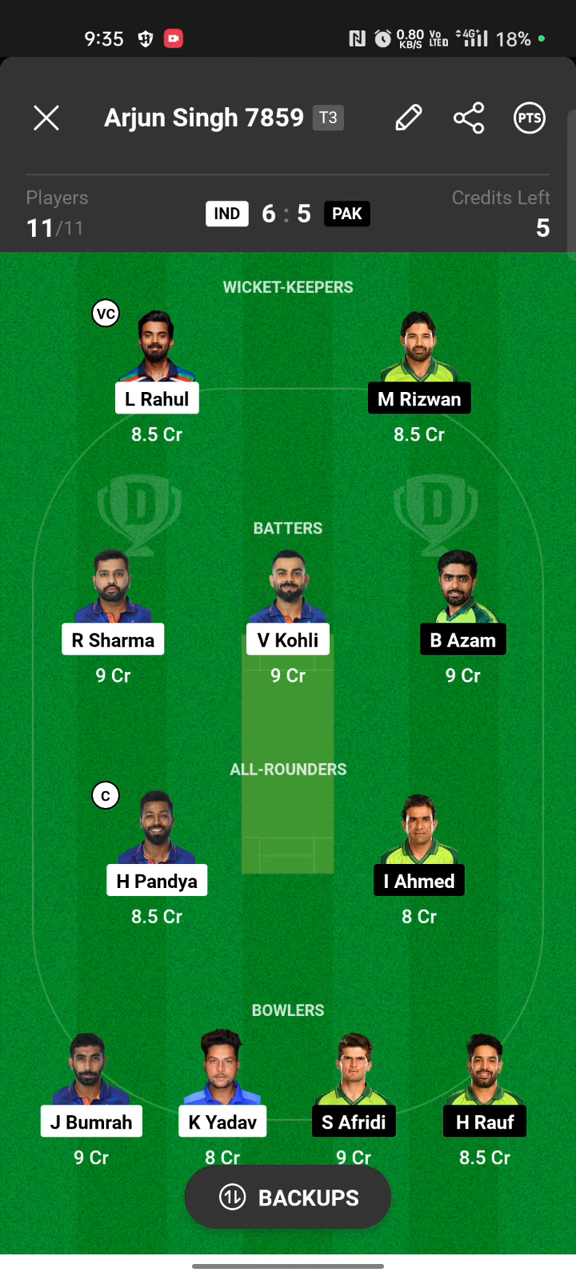 9:35 0.80 KB/S Vo LTED 4G+ 18%
Arjun Singh 7859 T3 PTS
Players Credits Left
11/11 IND 6 : 5 PAK 5
WICKET-KEEPERS
VC
L Rahul M Rizwan
8.5 Cr 8.5 Cr
D D
BATTERS
R Sharma V Kohli B Azam
9 Cr 9 Cr 9 Cr
ALL-ROUNDERS
C
H Pandya I Ahmed
8.5 Cr 8 Cr
BOWLERS
J Bumrah K Yadav S Afridi H Rauf
9 Cr 8 Cr 9 Cr 8.5 Cr
BACKUPS